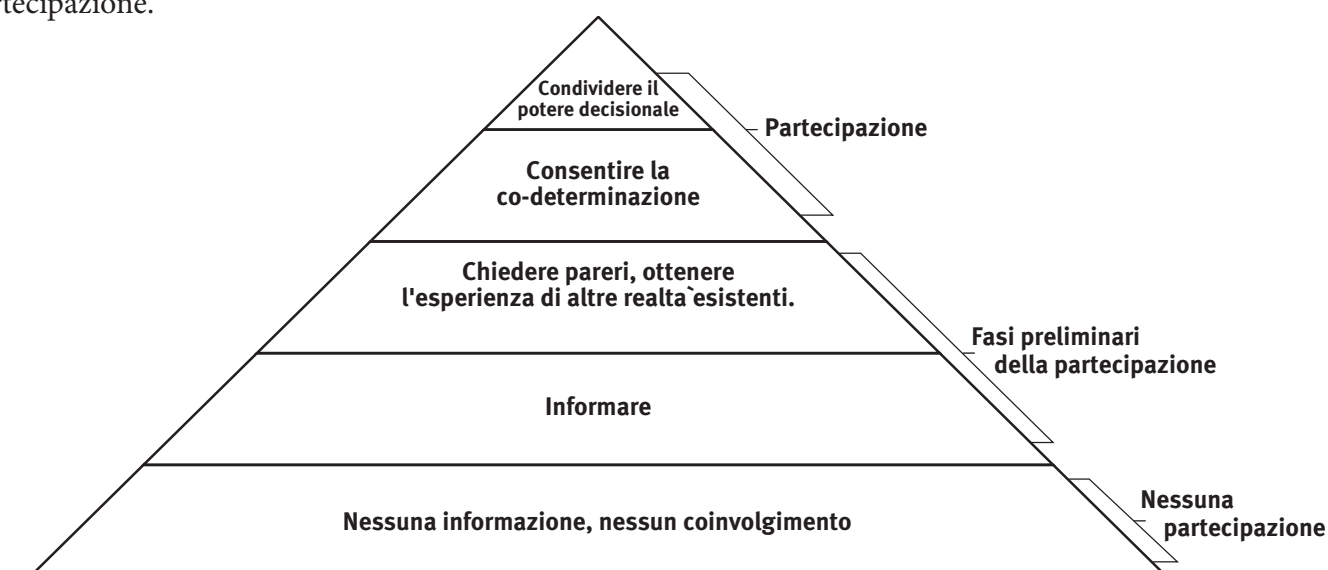 rtecipazione.
Condividere il
potere decisionale
Partecipazione
Consentire la
co-determinazione
Chiedere pareri, ottenere
l'esperienza di altre realta`esistenti.
Fasi preliminari
della partecipazione
Informare
Nessuna
partecipazione
Nessuna informazione, nessun coinvolgimento